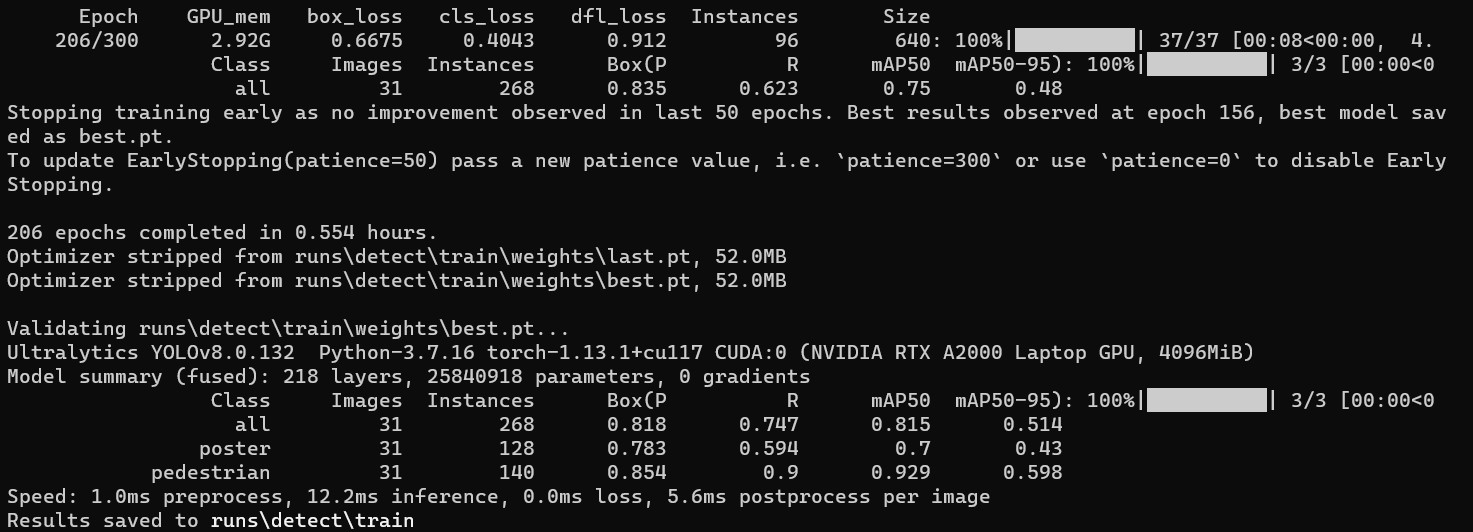 Epoch GPU_mem box_loss cls_loss dfl_loss Instances Size
206/300 2.92G 0.6675 0.4043 0.912 96 640: 100%|██████████| 37/37 [00:08<00:00, 4.
Class Images Instances Box(P R mAP50 mAP50-95): 100%|██████████| 3/3 [00:00<0
all 31 268 0.835 0.623 0.75 0.48
Stopping training early as no improvement observed in last 50 epochs. Best results observed at epoch 156, best model sav
ed as best.pt.
To update EarlyStopping(patience=50) pass a new patience value, i.e. `patience=300` or use `patience=0` to disable Early
Stopping.
206 epochs completed in 0.554 hours.
Optimizer stripped from runs\detect\train\weights\last.pt, 52.0MB
Optimizer stripped from runs\detect\train\weights\best.pt, 52.0MB
Validating runs\detect\train\weights\best.pt...
Ultralytics YOLOv8.0.132 Python-3.7.16 torch-1.13.1+cu117 CUDA:0 (NVIDIA RTX A2000 Laptop GPU, 4096MiB)
Model summary (fused): 218 layers, 25840918 parameters, 0 gradients
Class Images Instances Box(P R mAP50 mAP50-95): 100%|██████████| 3/3 [00:00<0
all 31 268 0.818 0.747 0.815 0.514
poster 31 128 0.783 0.594 0.7 0.43
pedestrian 31 140 0.854 0.9 0.929 0.598
Speed: 1.0ms preprocess, 12.2ms inference, 0.0ms loss, 5.6ms postprocess per image
Results saved to runs\detect\train